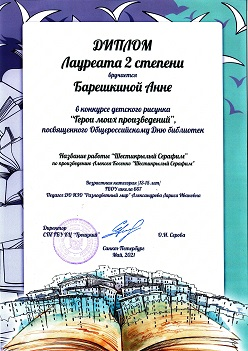 ДИПЛОМ
Лауреата 2 степени
вручается
Барешкиной Анне
в конкурсе детского рисунка
"Герои моих произведений",
посвященного Общероссийскому Дню библиотек
Название работы "Шестикрылый Серафим"
по произведению Алексея Босенко "Шестикрылый Серафим"
Возрастная категория (15-18 лет)
ГБОУ школа 667
Педагог ДО ИЗО "Разноцветный мир" Александрова Лариса Ивановна
Директор
СПб ГБУ КЦ "Троицкий"
О.Н. Серова
Санкт-Петербург
Май, 2021